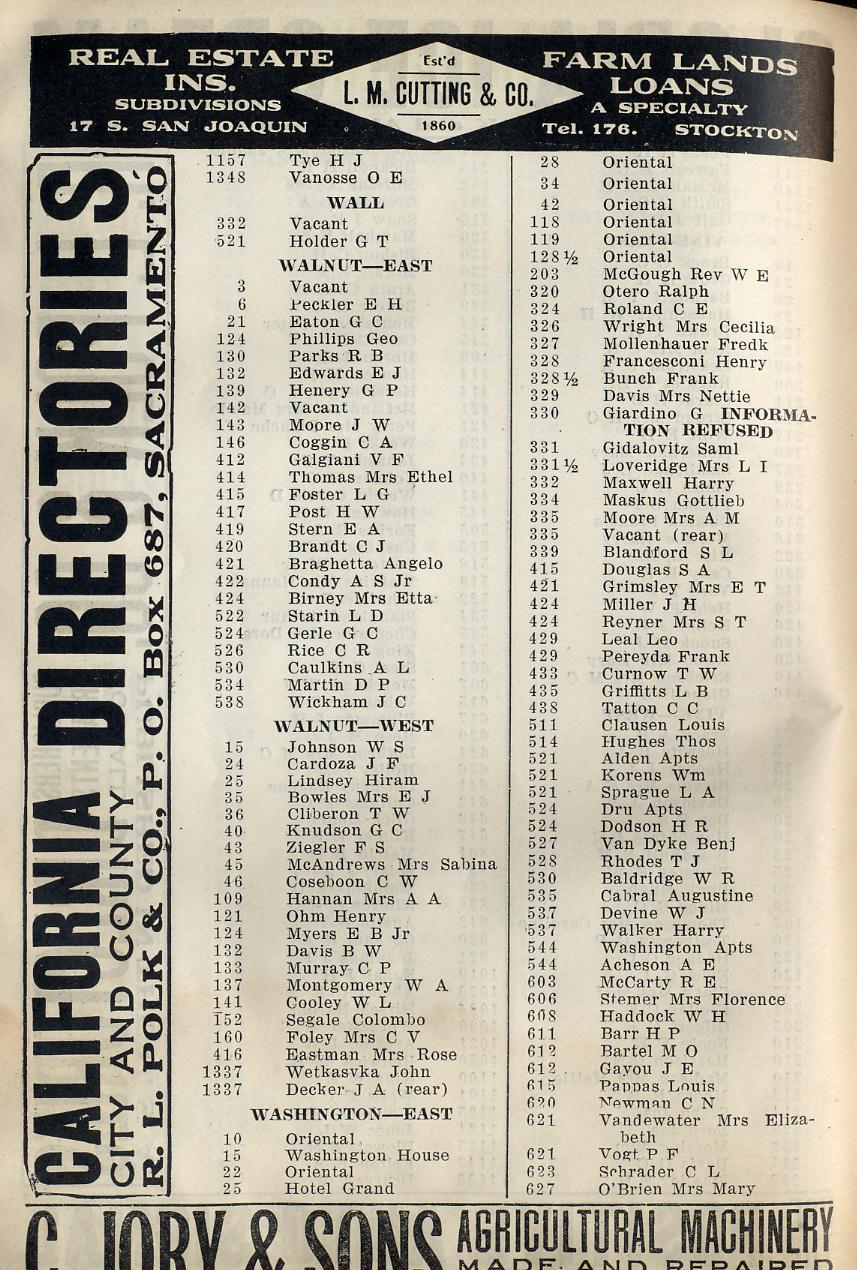 REAL ESTATE
INS.
SUBDIVISIONS
17 S. SAN JOAQUIN
Est'd
L. M. CUTTING & CO.
1860
FARM LANDS
LOANS
A SPECIALTY
Tel. 176. STOCKTON
CALIFORNIA DIRECTORIES
CITY AND COUNTY
R. L. POLK & CO., P. O. Box 687, SACRAMENTO
1157 Tye H J
1348 Vanosse O E
WALL
332 Vacant
521 Holder G T
WALNUT—EAST
3 Vacant
6 Peckler E H
21 Eaton G C
124 Phillips Geo
130 Parks R B
132 Edwards E J
139 Henery G P
142 Vacant
143 Moore J W
146 Coggin C A
412 Galgiani V F
414 Thomas Mrs Ethel
415 Foster L G
417 Post H W
419 Stern E A
420 Brandt C J
421 Braghetta Angelo
422 Condy A S Jr
424 Birney Mrs Etta
522 Starin L D
524 Gerle G C
526 Rice C R
530 Caulkins A L
534 Martin D P
538 Wickham J C
WALNUT—WEST
15 Johnson W S
24 Cardoza J F
25 Lindsey Hiram
35 Bowles Mrs E J
36 Cliberon T W
40 Knudson G C
43 Ziegler F S
45 McAndrews Mrs Sabina
46 Coseboon C W
109 Hannan Mrs A A
121 Ohm Henry
124 Myers E B Jr
132 Davis B W
133 Murray C P
137 Montgomery W A
141 Cooley W L
152 Segale Colombo
160 Foley Mrs C V
416 Eastman Mrs Rose
1337 Wetkasvka John
1337 Decker J A (rear)
WASHINGTON—EAST
10 Oriental
15 Washington House
22 Oriental
25 Hotel Grand
28 Oriental
34 Oriental
42 Oriental
118 Oriental
119 Oriental
128½ Oriental
203 McGough Rev W E
320 Otero Ralph
324 Roland C E
326 Wright Mrs Cecilia
327 Mollenhauer Fredk
328 Francesconi Henry
328½ Bunch Frank
329 Davis Mrs Nettie
330 Giardino G INFORMA-
TION REFUSED
331 Gidalovitz Saml
331½ Loveridge Mrs L I
332 Maxwell Harry
334 Maskus Gottlieb
335 Moore Mrs A M
335 Vacant (rear)
339 Blandford S L
415 Douglas S A
421 Grimsley Mrs E T
424 Miller J H
424 Reyner Mrs S T
429 Leal Leo
429 Pereyda Frank
433 Curnow T W
435 Griffitts L B
438 Tatton C C
511 Clausen Louis
514 Hughes Thos
521 Alden Apts
521 Korens Wm
521 Sprague L A
524 Dru Apts
524 Dodson H R
527 Van Dyke Benj
528 Rhodes T J
530 Baldridge W R
535 Cabral Augustine
537 Devine W J
537 Walker Harry
544 Washington Apts
544 Acheson A E
603 McCarty R E
606 Stemer Mrs Florence
608 Haddock W H
611 Barr H P
612 Bartel M O
612 Gayou J E
615 Pappas Louis
620 Newman C N
621 Vandewater Mrs Eliza-
beth
621 Vogt P F
623 Schrader C L
627 O'Brien Mrs Mary
C. JORY & SONS
AGRICULTURAL MACHINERY
MADE AND REPAIRED